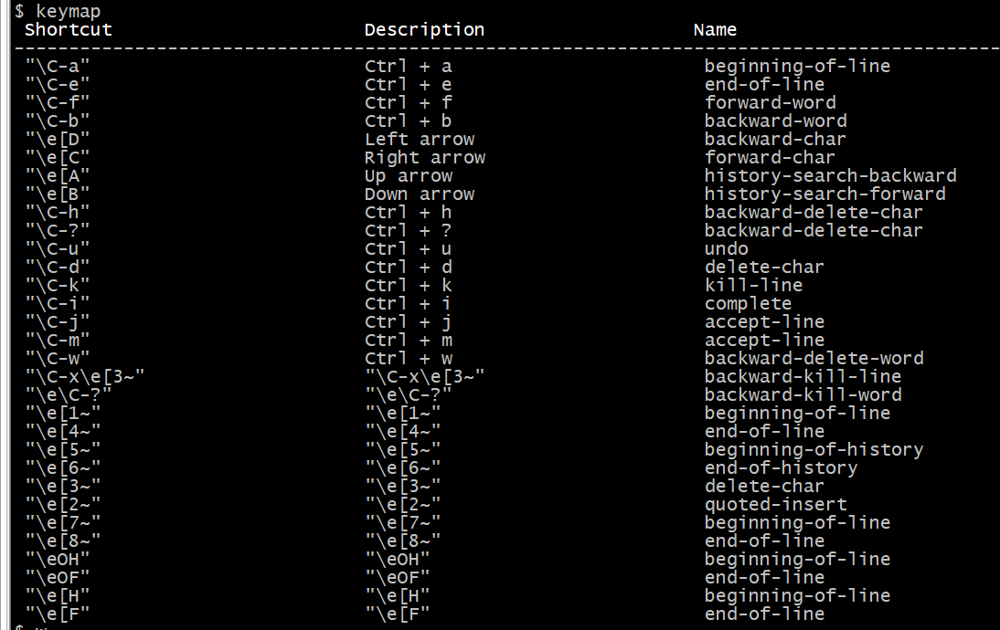 $ keymap
Shortcut Description Name
--------------------------------------------------------------------------------
"\C-a" Ctrl + a beginning-of-line
"\C-e" Ctrl + e end-of-line
"\C-f" Ctrl + f forward-word
"\C-b" Ctrl + b backward-word
"\e[D" Left arrow backward-char
"\e[C" Right arrow forward-char
"\e[A" Up arrow history-search-backward
"\e[B" Down arrow history-search-forward
"\C-h" Ctrl + h backward-delete-char
"\C-?" Ctrl + ? backward-delete-char
"\C-u" Ctrl + u undo
"\C-d" Ctrl + d delete-char
"\C-k" Ctrl + k kill-line
"\C-i" Ctrl + i complete
"\C-j" Ctrl + j accept-line
"\C-m" Ctrl + m accept-line
"\C-w" Ctrl + w backward-delete-word
"\C-x\e[3~" "\C-x\e[3~" backward-kill-line
"\e\C-?" "\e\C-?" backward-kill-word
"\e[1~" "\e[1~" beginning-of-line
"\e[4~" "\e[4~" end-of-line
"\e[5~" "\e[5~" beginning-of-history
"\e[6~" "\e[6~" end-of-history
"\e[3~" "\e[3~" delete-char
"\e[2~" "\e[2~" quoted-insert
"\e[7~" "\e[7~" beginning-of-line
"\e[8~" "\e[8~" end-of-line
"\eOH" "\eOH" beginning-of-line
"\eOF" "\eOF" end-of-line
"\e[H" "\e[H" beginning-of-line
"\e[F" "\e[F" end-of-line